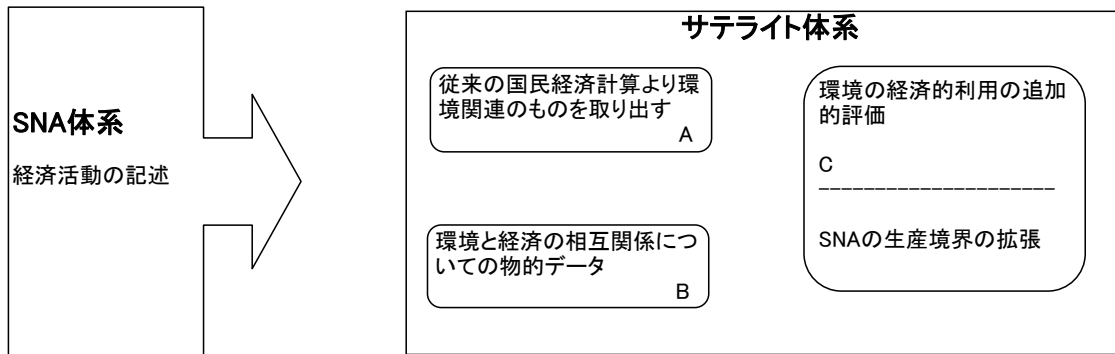 サテライト体系
SNA体系
経済活動の記述
従来の国民経済計算より環
境関連のものを取り出す
A
環境と経済の相互関係につ
いての物的データ
B
環境の経済的利用の追加
的評価
C
----------------------
SNAの生産境界の拡張